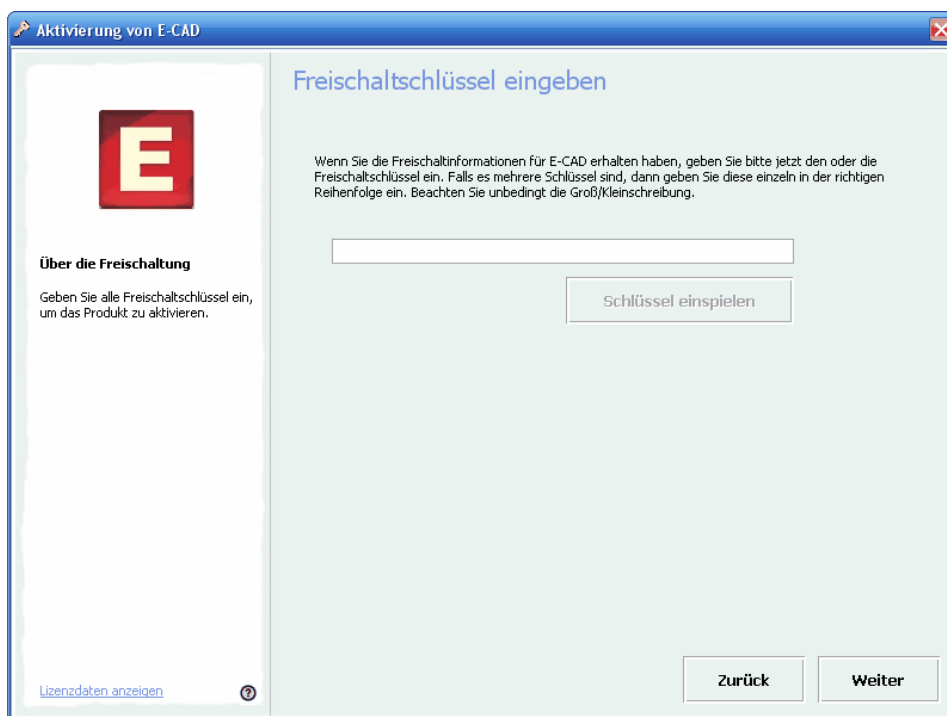 Aktivierung von E-CAD
Freischaltschlüssel eingeben
E
Wenn Sie die Freischaltinformationen für E-CAD erhalten haben, geben Sie bitte jetzt den oder die
Freischaltschlüssel ein. Falls es mehrere Schlüssel sind, dann geben Sie diese einzeln in der richtigen
Reihenfolge ein. Beachten Sie unbedingt die Groß/Kleinschreibung.
Über die Freischaltung
Geben Sie alle Freischaltschlüssel ein,
um das Produkt zu aktivieren.
Schlüssel einspielen
Lizenzdaten anzeigen
?
Zurück
Weiter